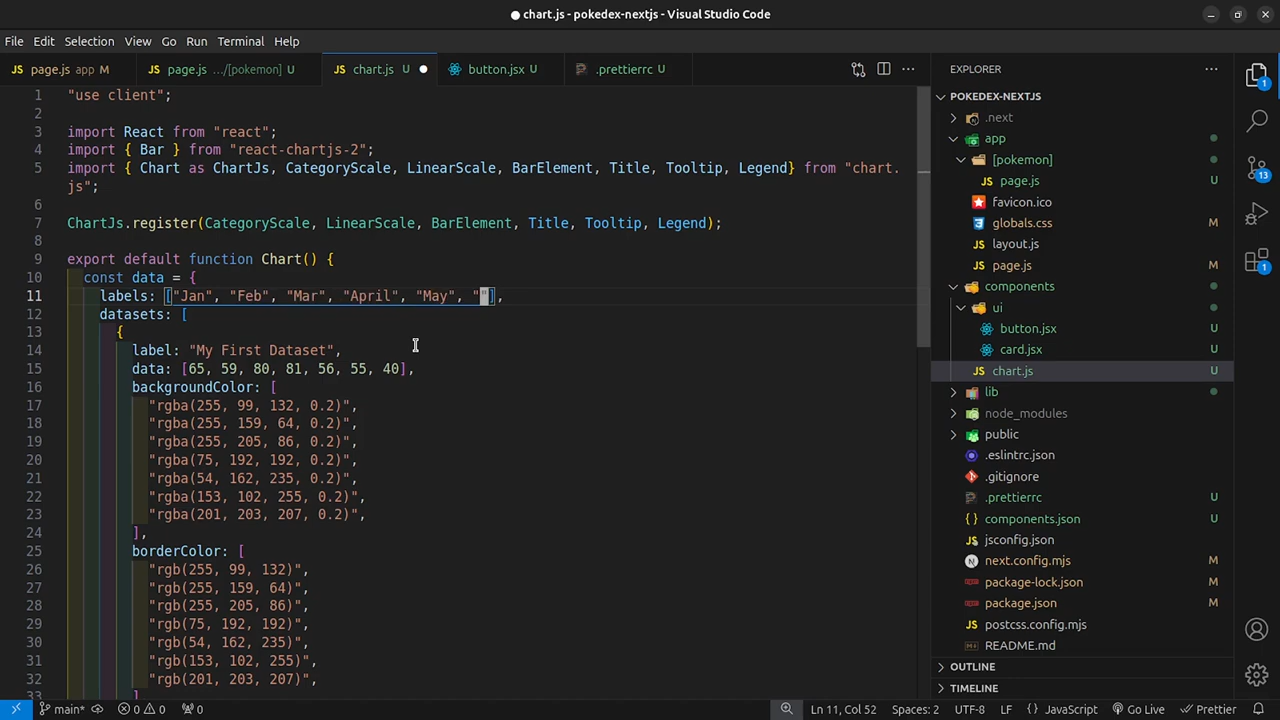 chart.js - pokedex-nextjs - Visual Studio Code
File Edit Selection View Go Run Terminal Help
page.js app M
page.js .../[pokemon] U
chart.js U
button.jsx U
.prettierrc U
1 "use client";
2
3 import React from "react";
4 import { Bar } from "react-chartjs-2";
5 import { Chart as ChartJs, CategoryScale, LinearScale, BarElement, Title, Tooltip, Legend} from "chart.
js";
6
7 ChartJs.register(CategoryScale, LinearScale, BarElement, Title, Tooltip, Legend);
8
9 export default function Chart() {
10 const data = {
11 labels: ["Jan", "Feb", "Mar", "April", "May", ""],
12 datasets: [
13 {
14 label: "My First Dataset",
15 data: [65, 59, 80, 81, 56, 55, 40],
16 backgroundColor: [
17 "rgba(255, 99, 132, 0.2)",
18 "rgba(255, 159, 64, 0.2)",
19 "rgba(255, 205, 86, 0.2)",
20 "rgba(75, 192, 192, 0.2)",
21 "rgba(54, 162, 235, 0.2)",
22 "rgba(153, 102, 255, 0.2)",
23 "rgba(201, 203, 207, 0.2)",
24 ],
25 borderColor: [
26 "rgb(255, 99, 132)",
27 "rgb(255, 159, 64)",
28 "rgb(255, 205, 86)",
29 "rgb(75, 192, 192)",
30 "rgb(54, 162, 235)",
31 "rgb(153, 102, 255)",
32 "rgb(201, 203, 207)",
33 ]
EXPLORER
POKEDEX-NEXTJS
.next
app
[pokemon]
page.js U
favicon.ico
globals.css M
layout.js
page.js M
components
ui
button.jsx U
card.jsx U
chart.js U
lib
node_modules
public
.eslintrc.json
.gitignore
.prettierrc U
components.json U
jsconfig.json
next.config.mjs M
package-lock.json M
package.json M
postcss.config.mjs
README.md
OUTLINE
TIMELINE
1
13
1
main* 0 0 0 Ln 11, Col 52 Spaces: 2 UTF-8 LF JavaScript Go Live Prettier